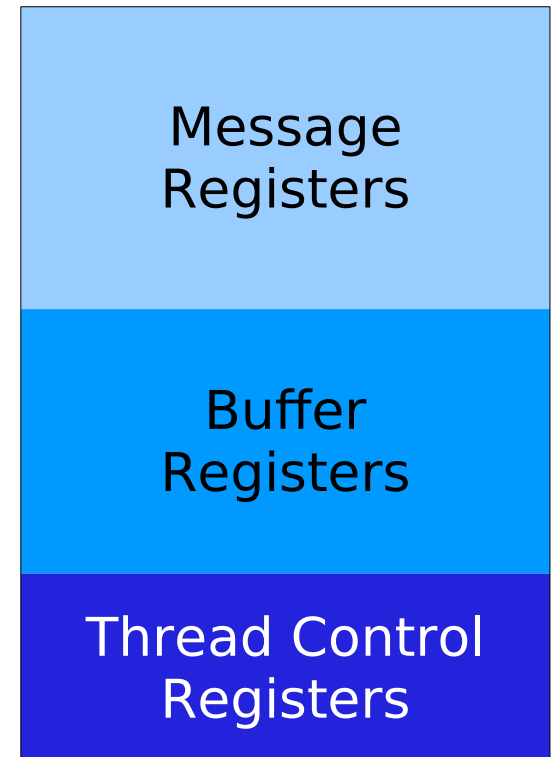 Message
Registers
Buffer
Registers
Thread Control
Registers